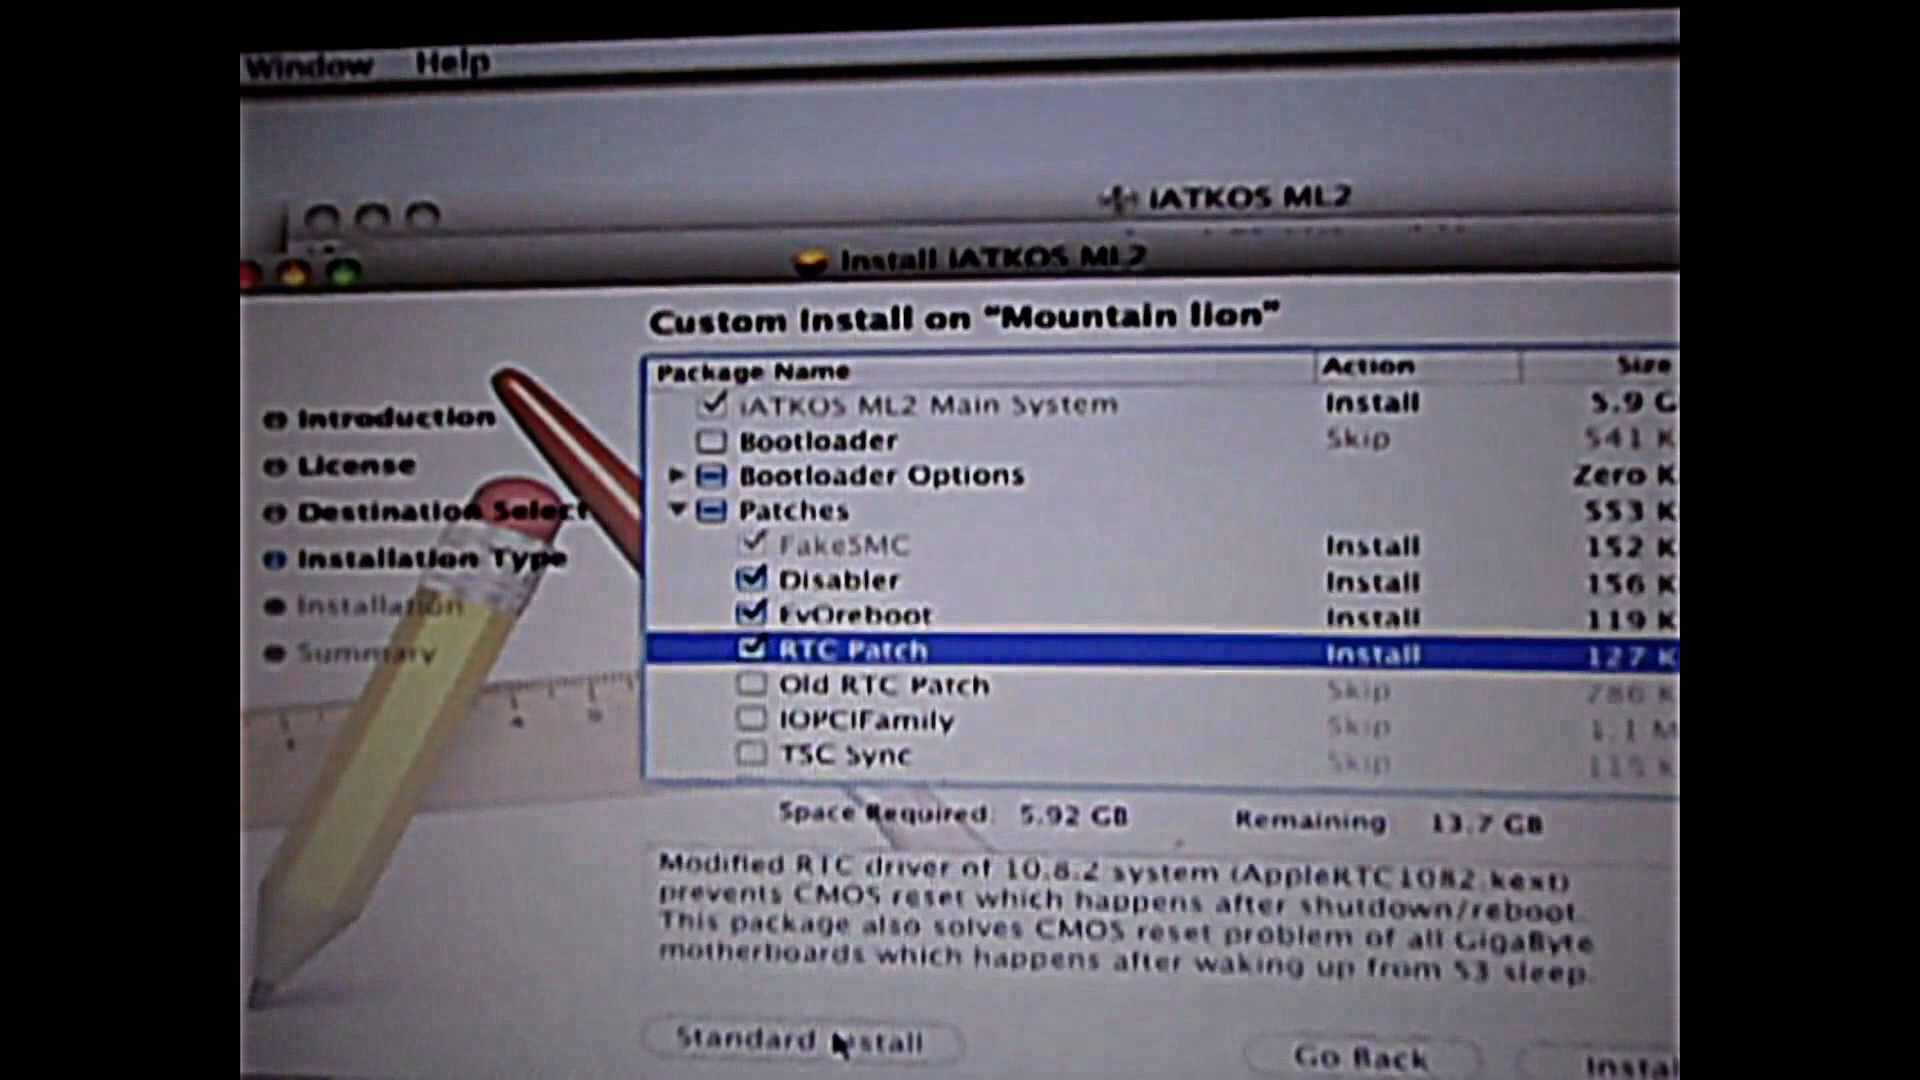 Window Help
iATKOS ML2
Install iATKOS ML2
Custom Install on “Mountain lion”
Introduction
License
Destination Select
Installation Type
Installation
Summary
Package Name Action Size
iATKOS ML2 Main System Install 5.9 G
Bootloader Skip 541 K
Bootloader Options Zero K
Patches 553 K
FakeSMC Install 152 K
Disabler Install 156 K
EvOreboot Install 119 K
RTC Patch Install 127 K
Old RTC Patch Skip 786 K
IOPCIFamily Skip 1.1 M
TSC Sync Skip 115 K
Space Required: 5.92 GB Remaining 13.7 GB
Modified RTC driver of 10.8.2 system (AppleRTC1082.kext)
prevents CMOS reset which happens after shutdown/reboot.
This package also solves CMOS reset problem of all GigaByte
motherboards which happens after waking up from S3 sleep.
Standard Install
Go Back
Instal